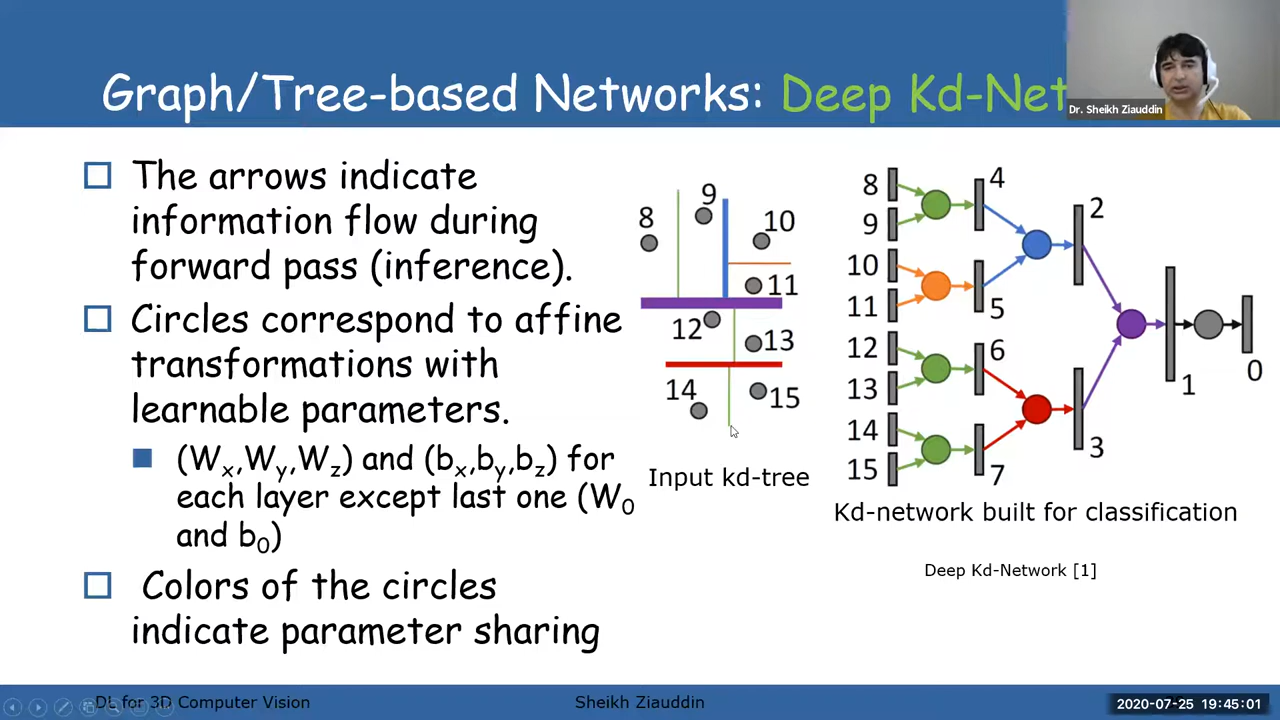 Graph/Tree-based Networks: Deep Kd-Net
Dr. Sheikh Ziauddin
The arrows indicate
information flow during
forward pass (inference).
Circles correspond to affine
transformations with
learnable parameters.
(Wx,Wy,Wz) and (bx,by,bz) for
each layer except last one (W0
and b0)
Colors of the circles
indicate parameter sharing
8
9
10
11
12
13
14
15
Input kd-tree
8
9
10
11
12
13
14
15
4
5
6
7
2
3
1
0
Kd-network built for classification
Deep Kd-Network [1]
DL for 3D Computer Vision
Sheikh Ziauddin
2020-07-25 19:45:01